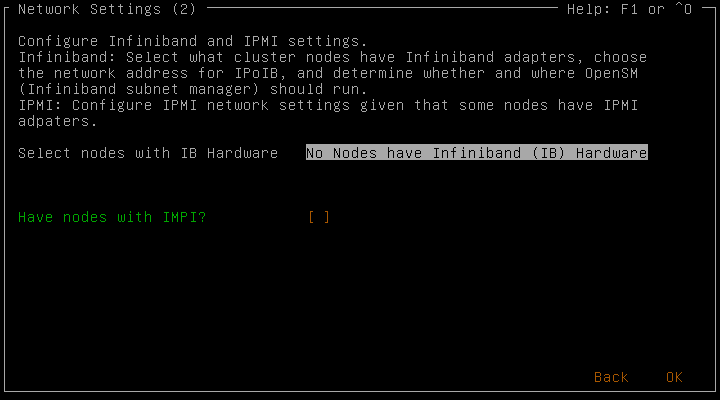 Network Settings (2) Help: F1 or ^O
Configure Infiniband and IPMI settings.
Infiniband: Select what cluster nodes have Infiniband adapters, choose
the network address for IPoIB, and determine whether and where OpenSM
(Infiniband subnet manager) should run.
IPMI: Configure IPMI network settings given that some nodes have IPMI
adpaters.
Select nodes with IB Hardware No Nodes have Infiniband (IB) Hardware
Have nodes with IMPI? [ ]
Back OK